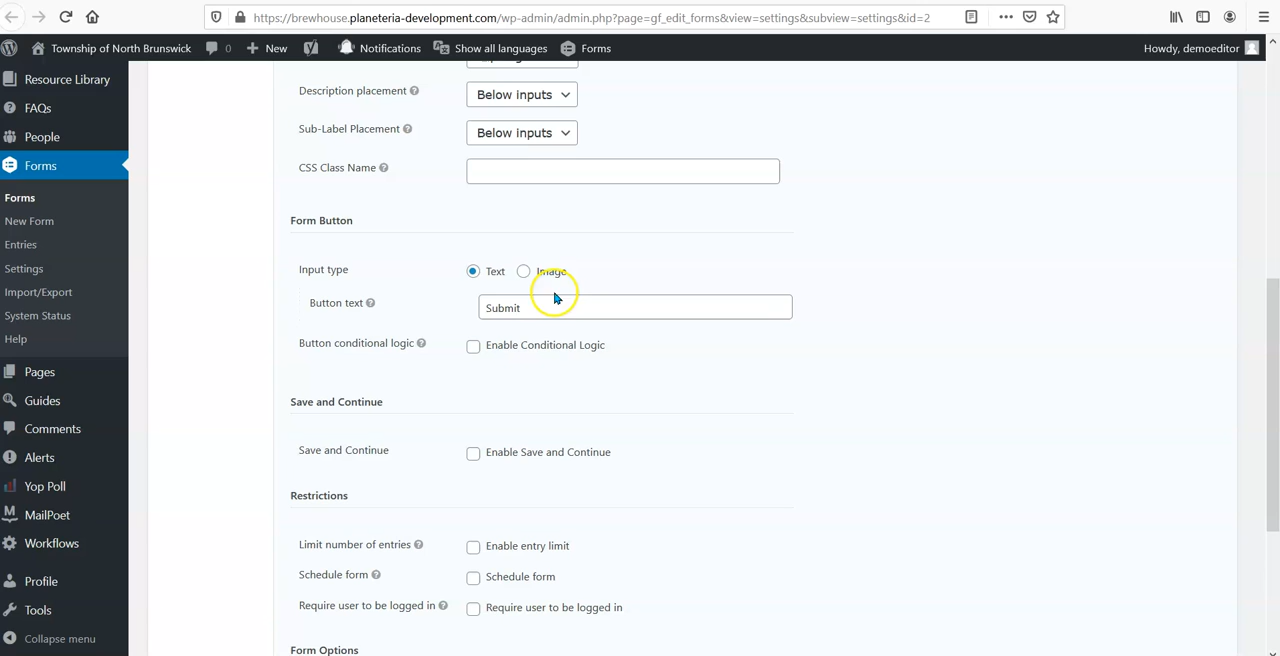 https://brewhouse.planeteria-development.com/wp-admin/admin.php?page=gf_edit_forms&view=settings&subview=settings&id=2
Township of North Brunswick 0 New Notifications Show all languages Forms Howdy, demoeditor
Resource Library
FAQs
People
Forms
Forms
New Form
Entries
Settings
Import/Export
System Status
Help
Pages
Guides
Comments
Alerts
Yop Poll
MailPoet
Workflows
Profile
Tools
Collapse menu
Description placement Below inputs
Sub-Label Placement Below inputs
CSS Class Name
Form Button
Input type Text Image
Button text Submit
Button conditional logic Enable Conditional Logic
Save and Continue
Save and Continue Enable Save and Continue
Restrictions
Limit number of entries Enable entry limit
Schedule form Schedule form
Require user to be logged in Require user to be logged in
Form Options